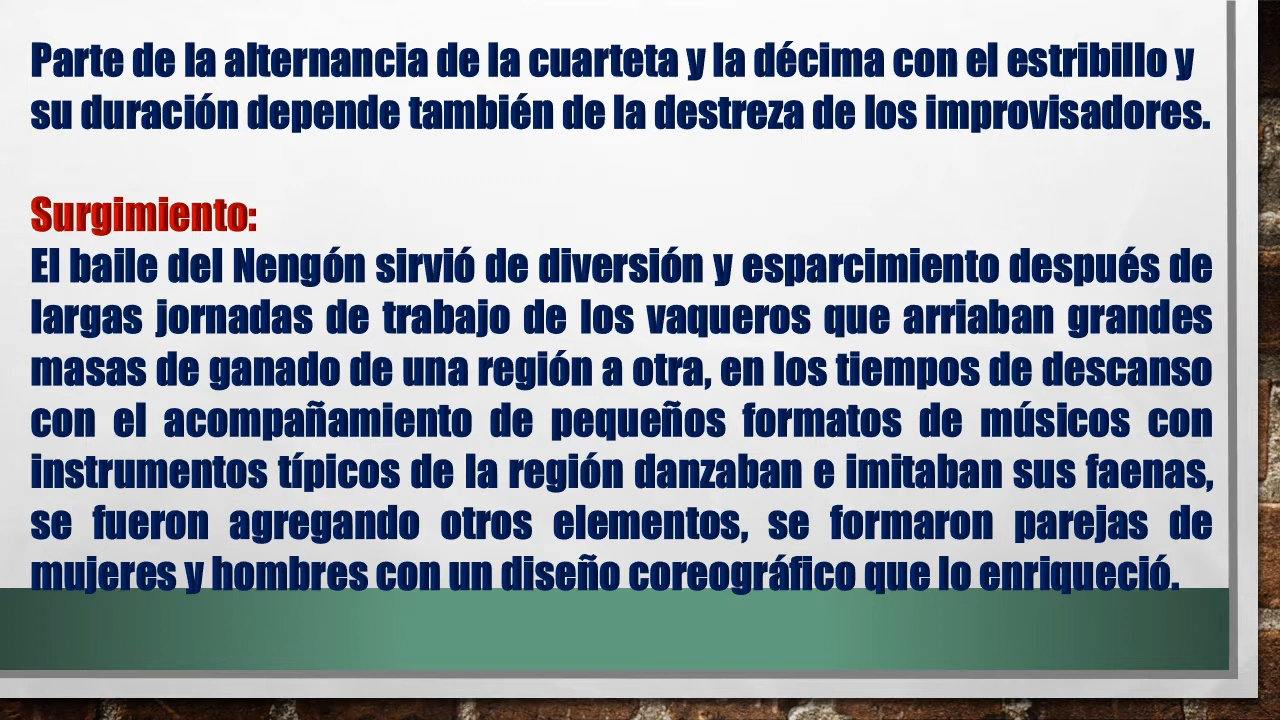 Parte de la alternancia de la cuarteta y la décima con el estribillo y
su duración depende también de la destreza de los improvisadores.
Surgimiento:
El baile del Nengón sirvió de diversión y esparcimiento después de
largas jornadas de trabajo de los vaqueros que arriaban grandes
masas de ganado de una región a otra, en los tiempos de descanso
con el acompañamiento de pequeños formatos de músicos con
instrumentos típicos de la región danzaban e imitaban sus faenas,
se fueron agregando otros elementos, se formaron parejas de
mujeres y hombres con un diseño coreográfico que lo enriqueció.